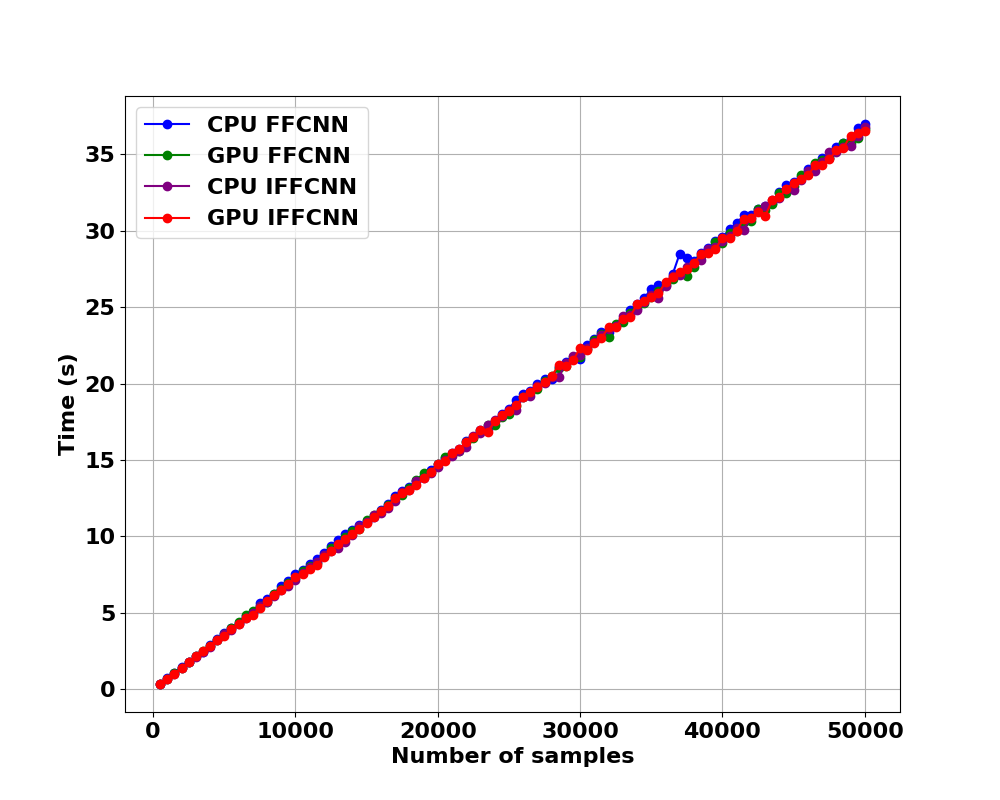 CPU FFCNN
GPU FFCNN
CPU IFFCNN
GPU IFFCNN
35
30
25
20
15
10
5
0
Time (s)
0 10000 20000 30000 40000 50000
Number of samples